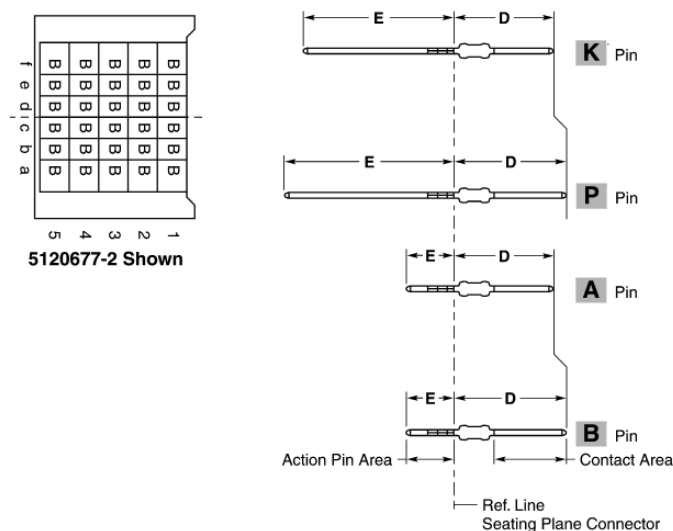 f B B B B B
e B B B B B
d B B B B B
c B B B B B
b B B B B B
a B B B B B
5 4 3 2 1
5120677-2 Shown
E D
K Pin
E D
P Pin
E D
A Pin
E D
B Pin
Action Pin Area
Contact Area
Ref. Line
Seating Plane Connector